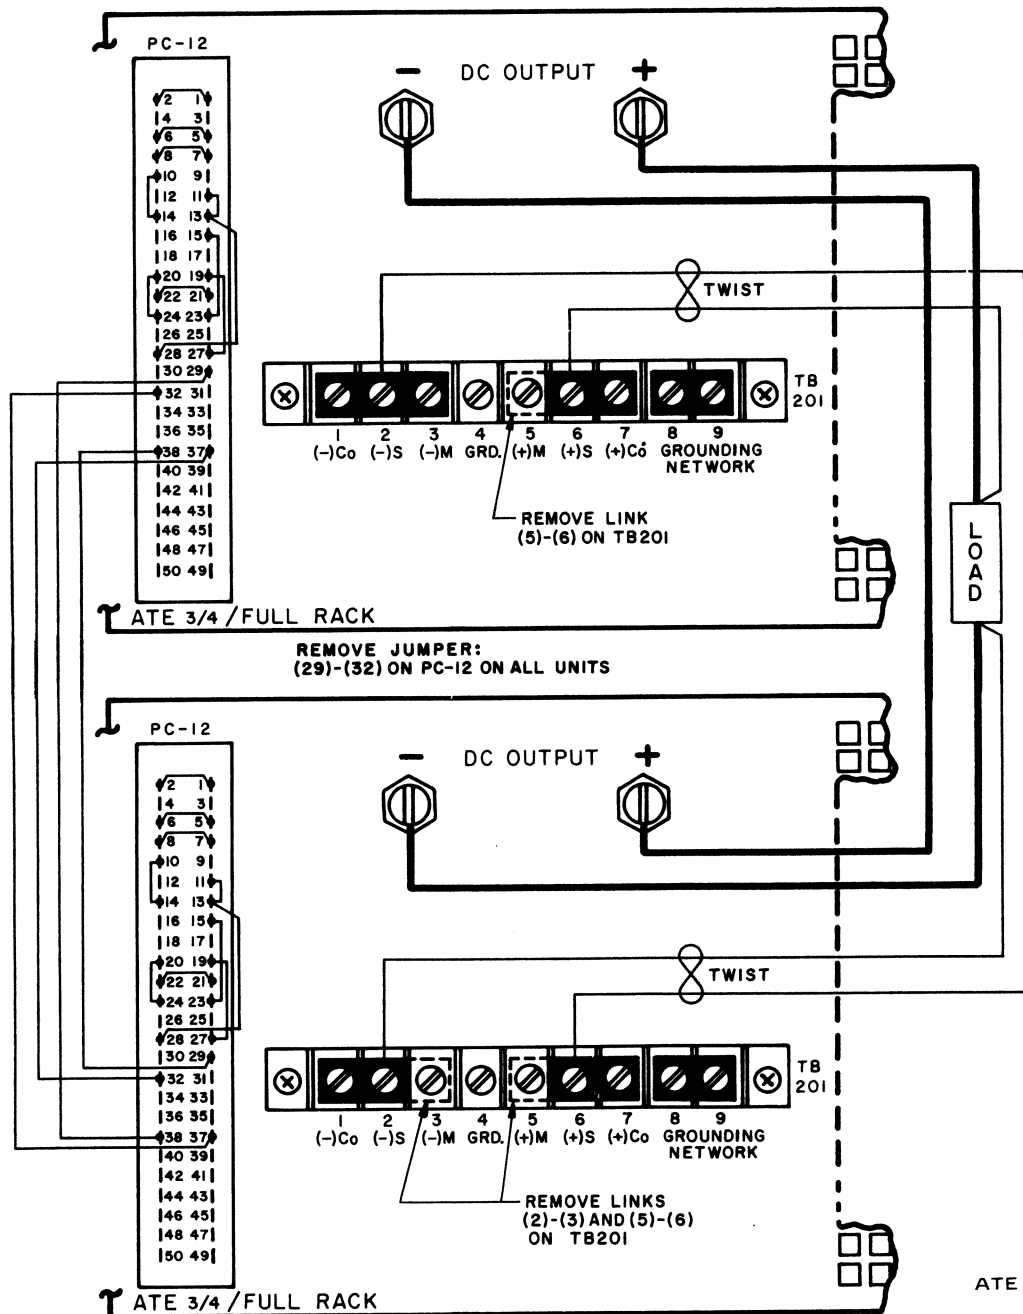 PC-12
− DC OUTPUT +
2 1
4 3
6 5
8 7
10 9
12 11
14 13
16 15
18 17
20 19
22 21
24 23
26 25
28 27
30 29
32 31
34 33
36 35
38 37
40 39
42 41
44 43
46 45
48 47
50 49
TWIST
TB
201
1 2 3 4 5 6 7 8 9
(-)Co (-)S (-)M GRD. (+)M (+)S (+)Co GROUNDING
NETWORK
REMOVE LINK
(5)-(6) ON TB201
LOAD
ATE 3/4 /FULL RACK
REMOVE JUMPER:
(29)-(32) ON PC-12 ON ALL UNITS
PC-12
− DC OUTPUT +
2 1
4 3
6 5
8 7
10 9
12 11
14 13
16 15
18 17
20 19
22 21
24 23
26 25
28 27
30 29
32 31
34 33
36 35
38 37
40 39
42 41
44 43
46 45
48 47
50 49
TWIST
TB
201
1 2 3 4 5 6 7 8 9
(-)Co (-)S (-)M GRD. (+)M (+)S (+)Co GROUNDING
NETWORK
REMOVE LINKS
(2)-(3) AND (5)-(6)
ON TB201
ATE
ATE 3/4 /FULL RACK